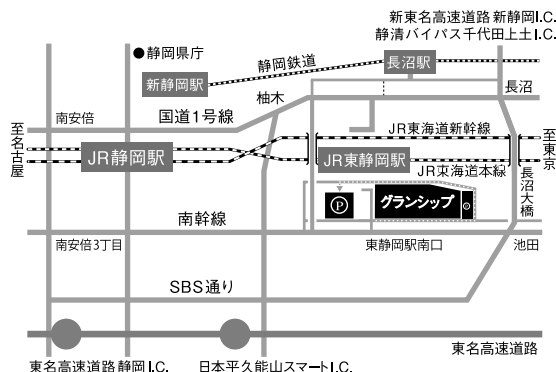 新東名高速道路 新静岡I.C.
静清バイパス千代田上土I.C.
●静岡県庁
静岡鉄道
長沼駅
新静岡駅
長沼
柚木
南安倍
国道1号線
至名古屋
JR静岡駅
JR東海道新幹線
JR東静岡駅
JR東海道本線
至東京
長沼大橋
P
グランシップ
P
南幹線
南安倍3丁目
東静岡駅南口
池田
SBS通り
東名高速道路
東名高速道路 静岡I.C.
日本平久能山スマートI.C.